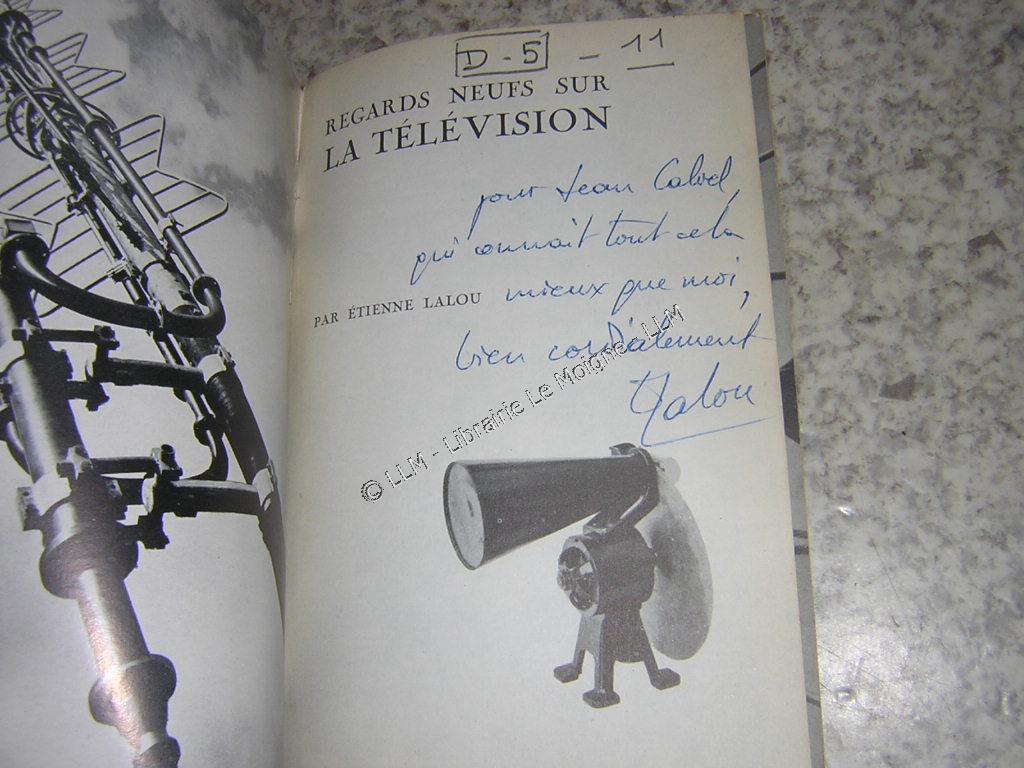 D - 5 - 11
REGARDS NEUFS SUR
LA TÉLÉVISION
pour Jean Calvel,
qui connait tout cela
PAR ÉTIENNE LALOU
mieux que moi,
bien cordialement
Lalou
© LLM - Librairie Le Moigne - LLM